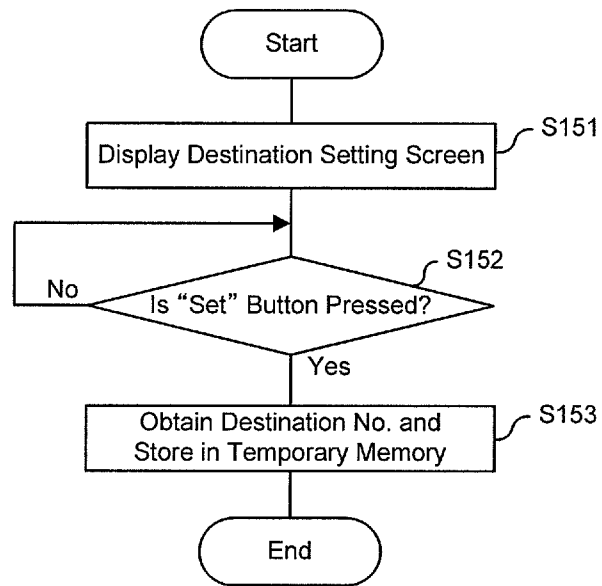 Start
S151
Display Destination Setting Screen
S152
No
Is “Set” Button Pressed?
Yes
S153
Obtain Destination No. and
Store in Temporary Memory
End